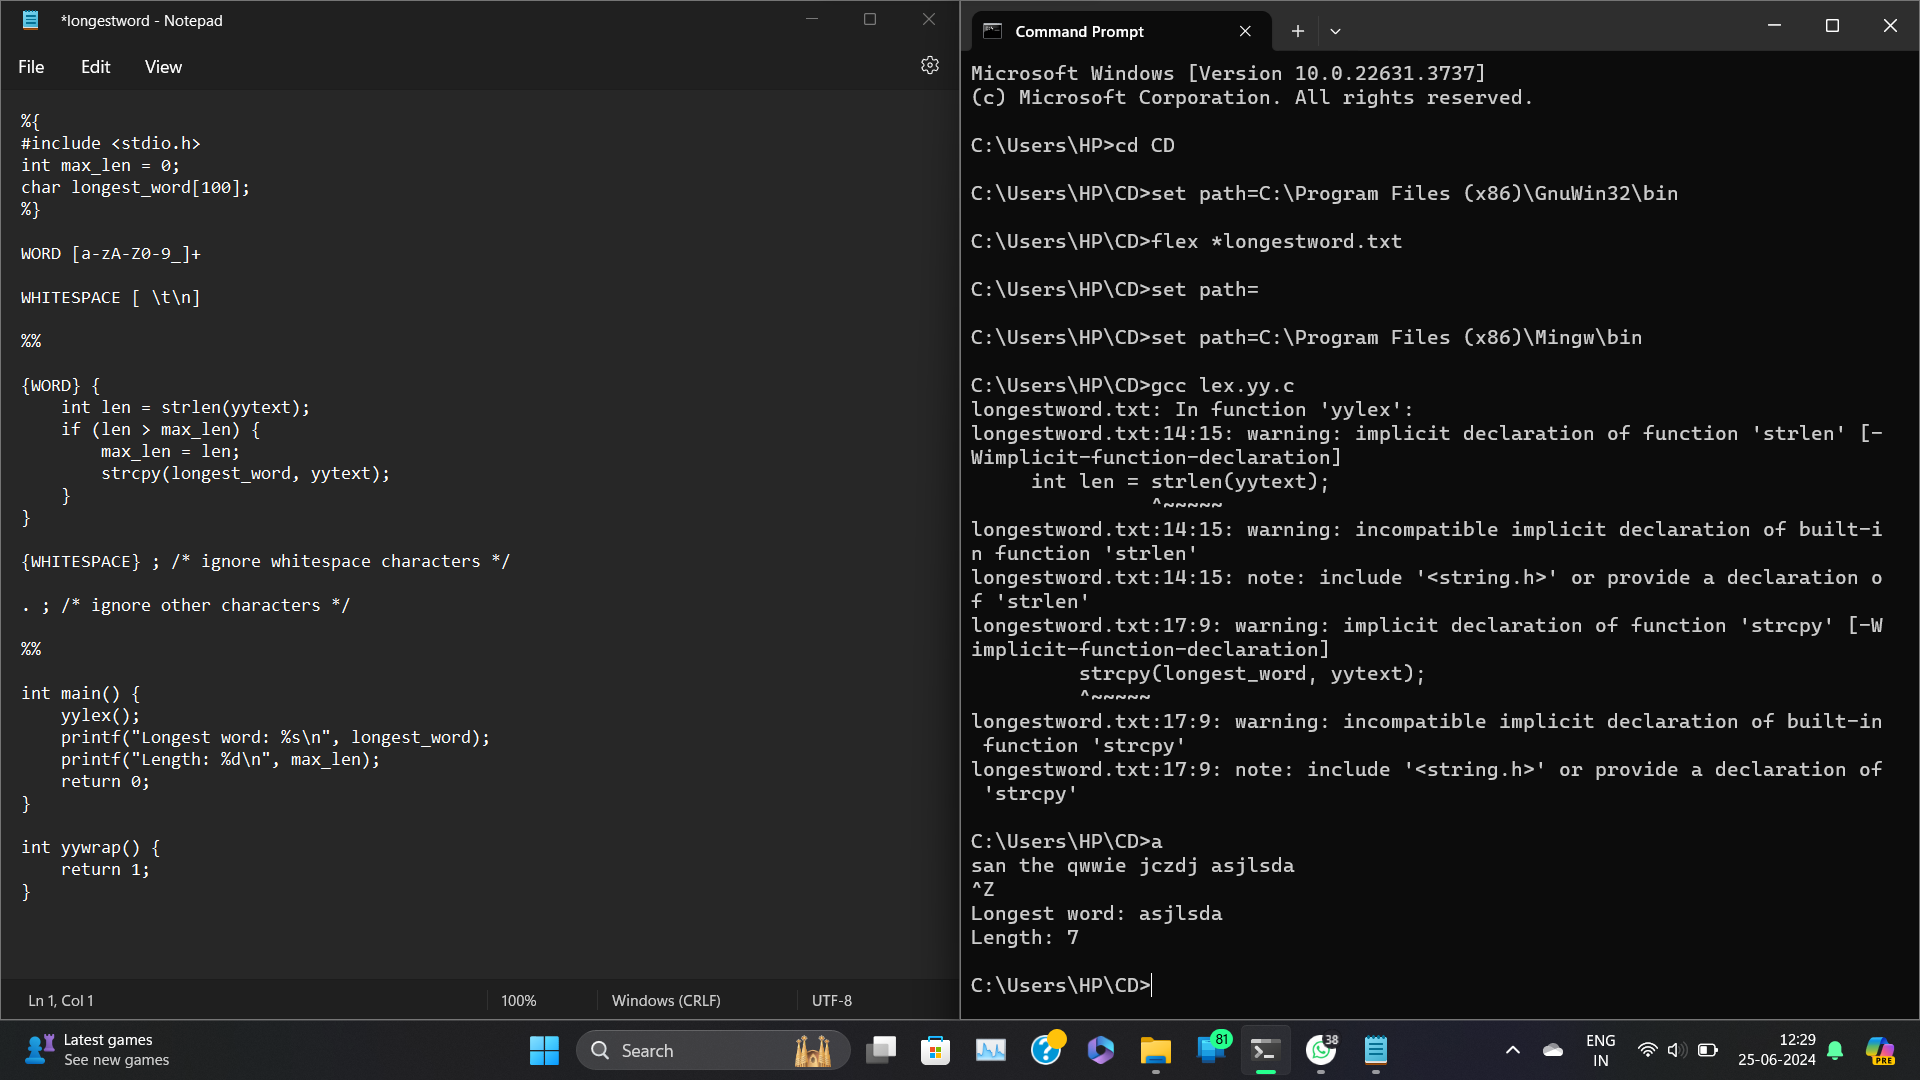 *longestword - Notepad
File Edit View
%{
#include <stdio.h>
int max_len = 0;
char longest_word[100];
%}
WORD [a-zA-Z0-9_]+
WHITESPACE [ \t\n]
%%
{WORD} {
    int len = strlen(yytext);
    if (len > max_len) {
        max_len = len;
        strcpy(longest_word, yytext);
    }
}
{WHITESPACE} ; /* ignore whitespace characters */
. ; /* ignore other characters */
%%
int main() {
    yylex();
    printf("Longest word: %s\n", longest_word);
    printf("Length: %d\n", max_len);
    return 0;
}
int yywrap() {
    return 1;
}
Ln 1, Col 1 100% Windows (CRLF) UTF-8
Command Prompt
Microsoft Windows [Version 10.0.22631.3737]
(c) Microsoft Corporation. All rights reserved.
C:\Users\HP>cd CD
C:\Users\HP\CD>set path=C:\Program Files (x86)\GnuWin32\bin
C:\Users\HP\CD>flex *longestword.txt
C:\Users\HP\CD>set path=
C:\Users\HP\CD>set path=C:\Program Files (x86)\Mingw\bin
C:\Users\HP\CD>gcc lex.yy.c
longestword.txt: In function 'yylex':
longestword.txt:14:15: warning: implicit declaration of function 'strlen' [-
Wimplicit-function-declaration]
     int len = strlen(yytext);
               ^~~~~~
longestword.txt:14:15: warning: incompatible implicit declaration of built-i
n function 'strlen'
longestword.txt:14:15: note: include '<string.h>' or provide a declaration o
f 'strlen'
longestword.txt:17:9: warning: implicit declaration of function 'strcpy' [-W
implicit-function-declaration]
         strcpy(longest_word, yytext);
         ^~~~~~
longestword.txt:17:9: warning: incompatible implicit declaration of built-in
 function 'strcpy'
longestword.txt:17:9: note: include '<string.h>' or provide a declaration of
 'strcpy'
C:\Users\HP\CD>a
san the qwwie jczdj asjlsda
^Z
Longest word: asjlsda
Length: 7
C:\Users\HP\CD>
Latest games
See new games
Search
81
38
PRE
ENG
IN
12:29
25-06-2024